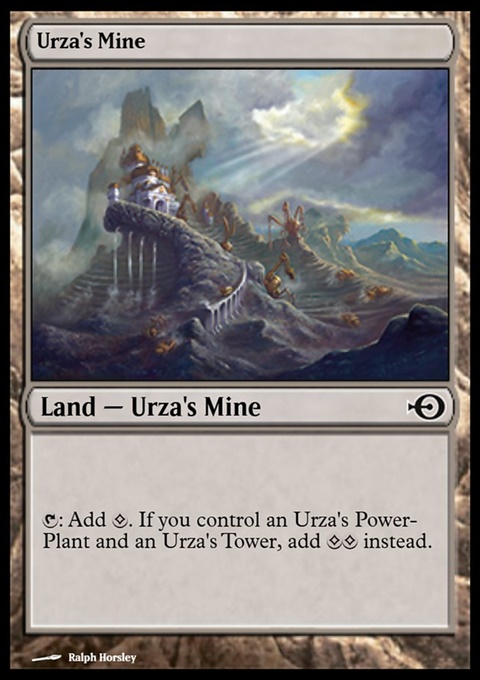 Urza's Mine
Land — Urza's Mine
: Add . If you control an Urza's Power-
Plant and an Urza's Tower, add instead.
Ralph Horsley